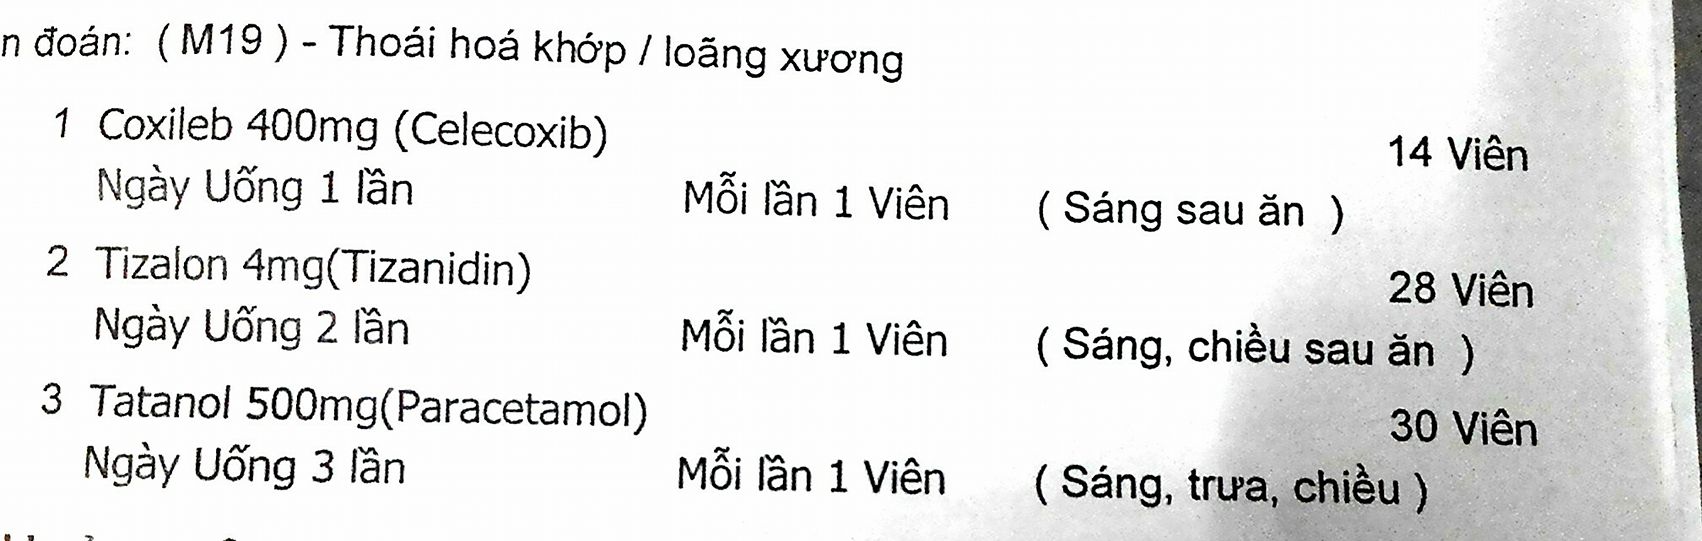 n đoán: ( M19 ) - Thoái hoá khớp / loãng xương
1 Coxileb 400mg (Celecoxib) 14 Viên
Ngày Uống 1 lần Mỗi lần 1 Viên ( Sáng sau ăn )
2 Tizalon 4mg(Tizanidin) 28 Viên
Ngày Uống 2 lần Mỗi lần 1 Viên ( Sáng, chiều sau ăn )
3 Tatanol 500mg(Paracetamol) 30 Viên
Ngày Uống 3 lần Mỗi lần 1 Viên ( Sáng, trưa, chiều )